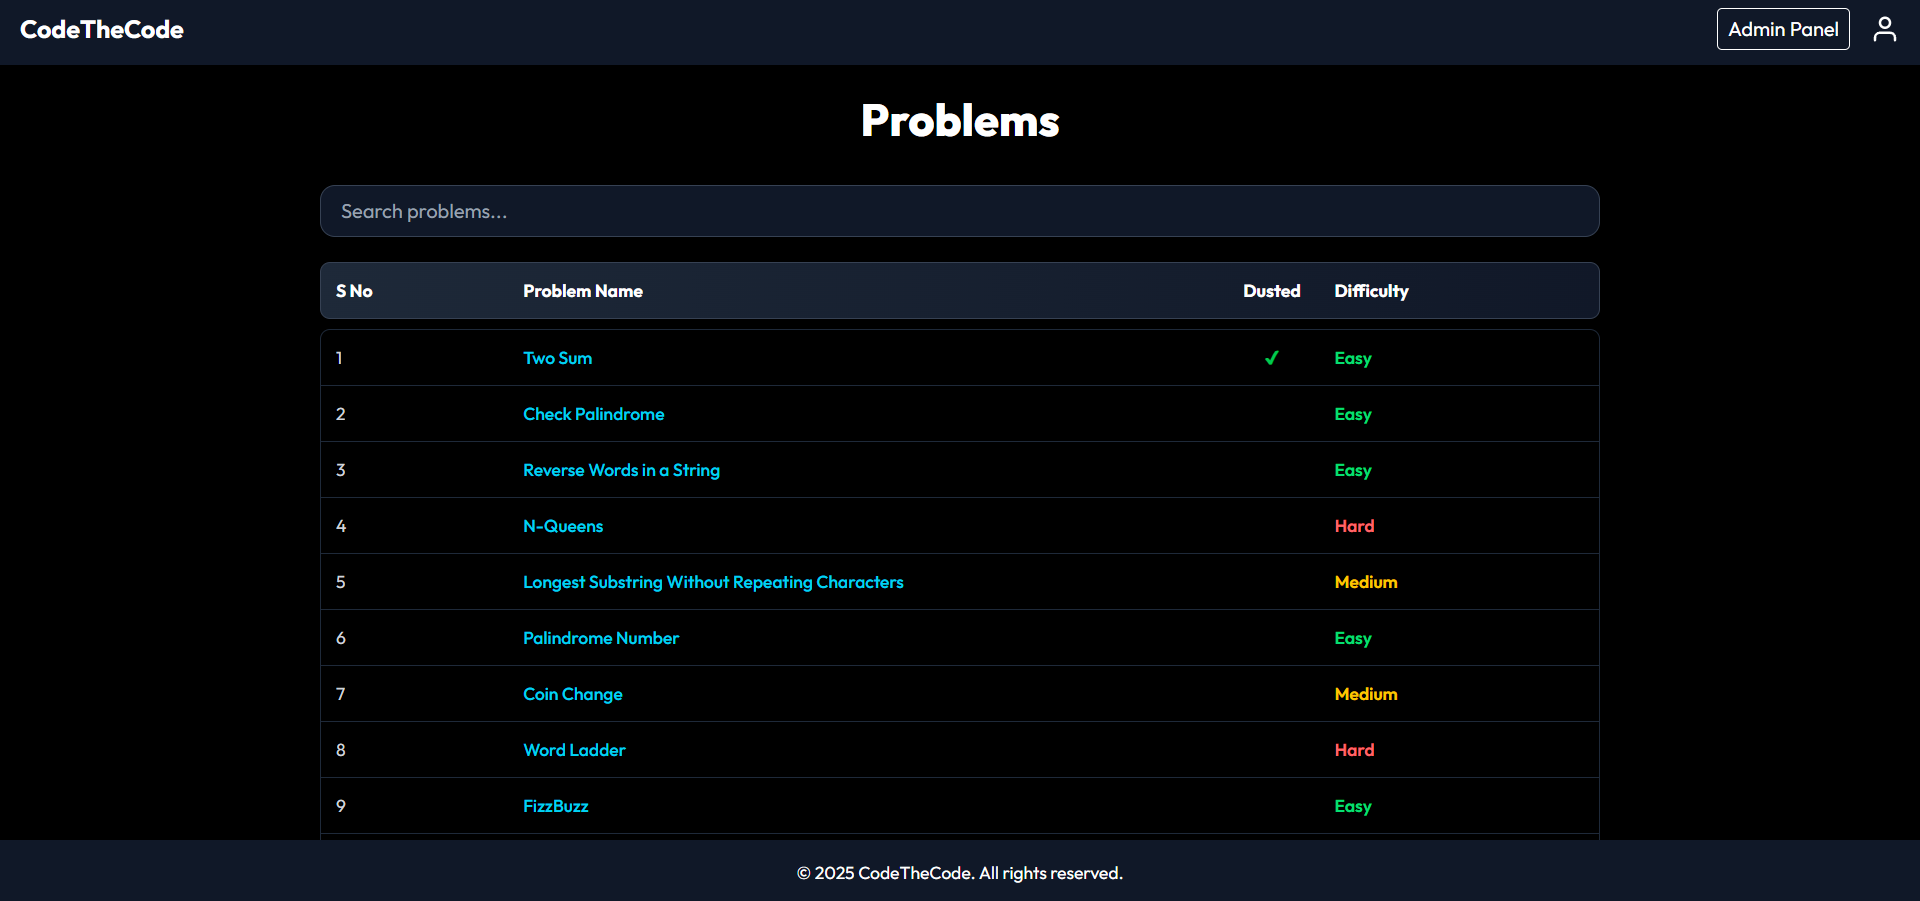 CodeTheCode Admin Panel
Problems
Search problems...
S No Problem Name Dusted Difficulty
1 Two Sum ✓ Easy
2 Check Palindrome Easy
3 Reverse Words in a String Easy
4 N-Queens Hard
5 Longest Substring Without Repeating Characters Medium
6 Palindrome Number Easy
7 Coin Change Medium
8 Word Ladder Hard
9 FizzBuzz Easy
© 2025 CodeTheCode. All rights reserved.